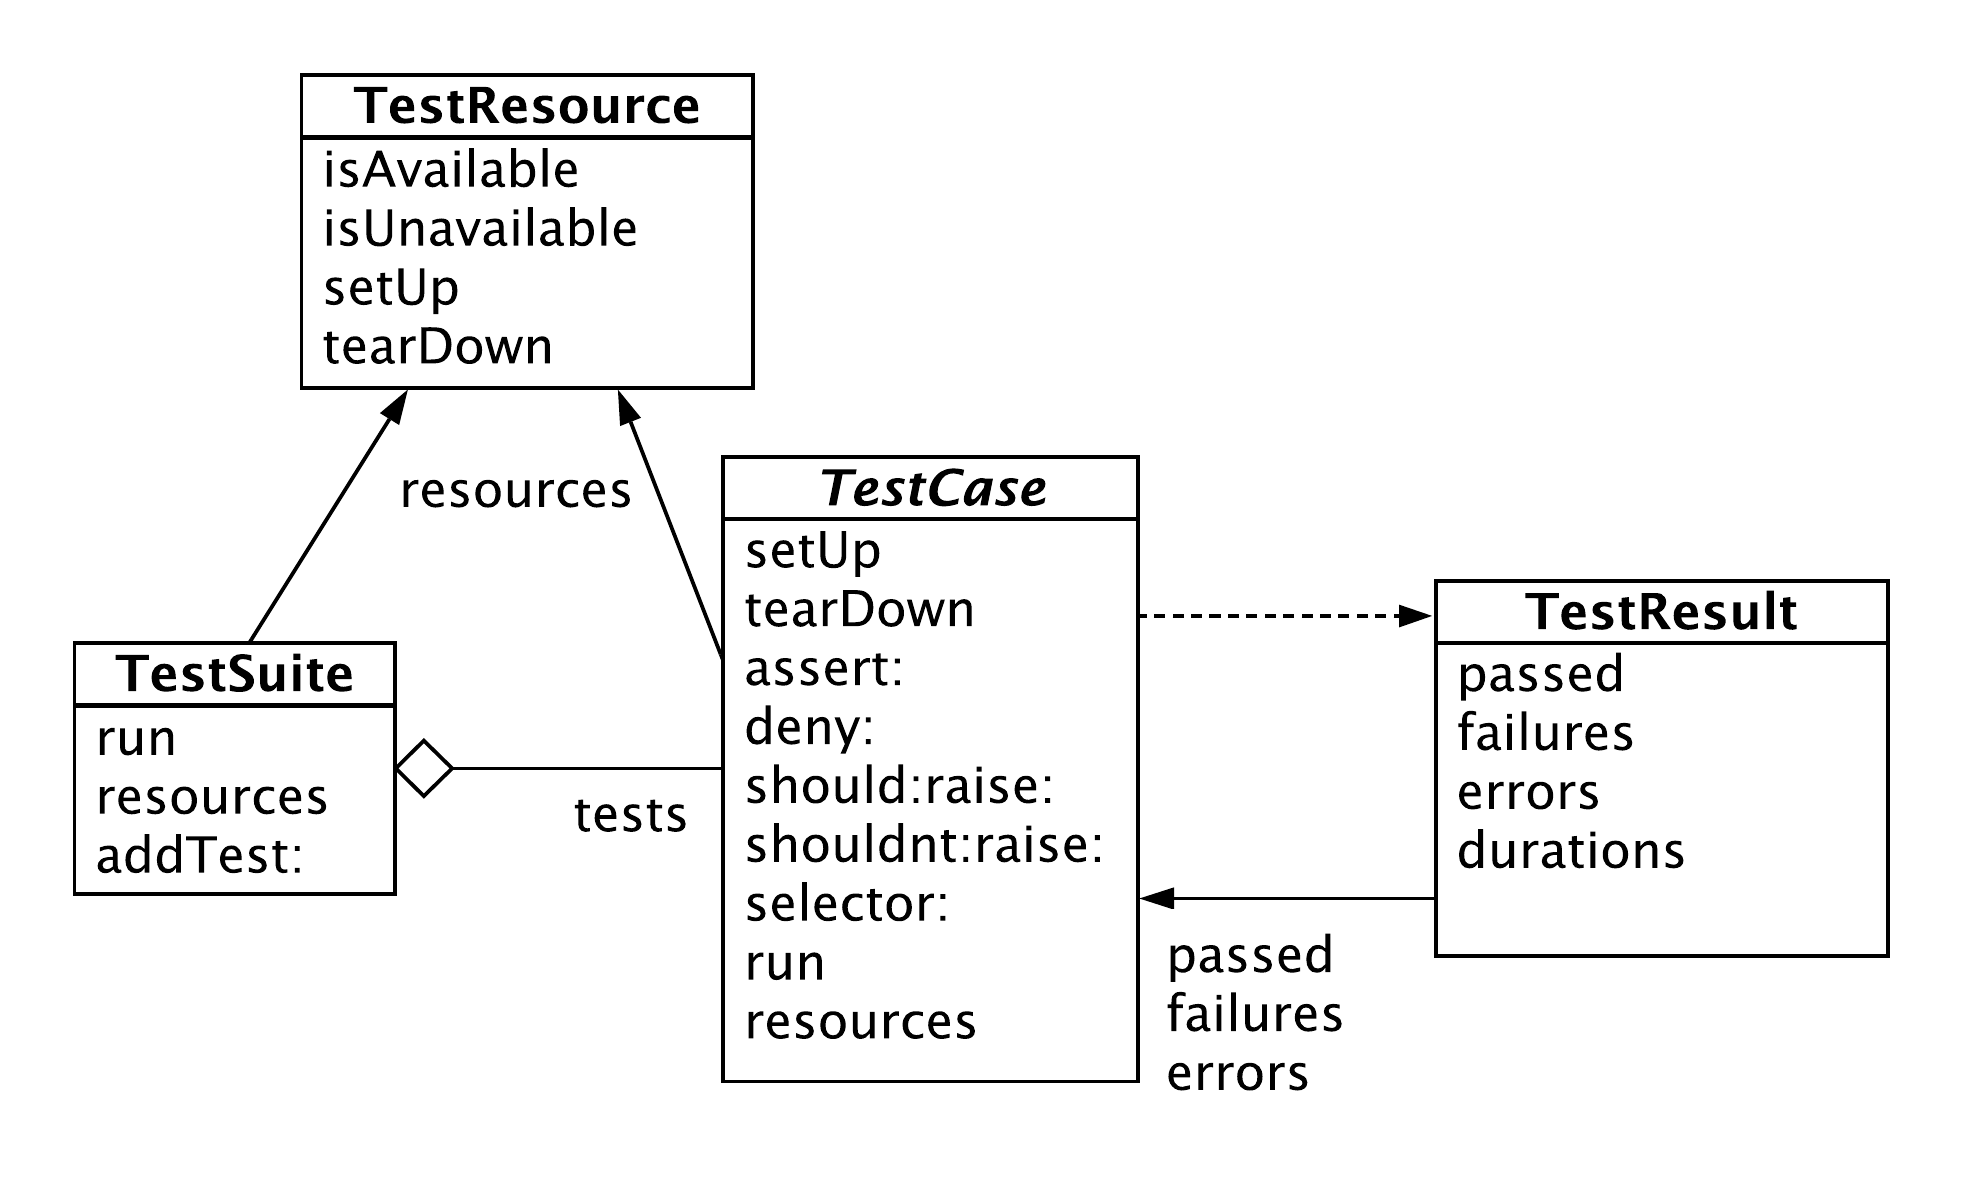 TestResource
isAvailable
isUnavailable
setUp
tearDown
resources
TestSuite
run
resources
addTest:
tests
TestCase
setUp
tearDown
assert:
deny:
should:raise:
shouldnt:raise:
selector:
run
resources
TestResult
passed
failures
errors
durations
passed
failures
errors